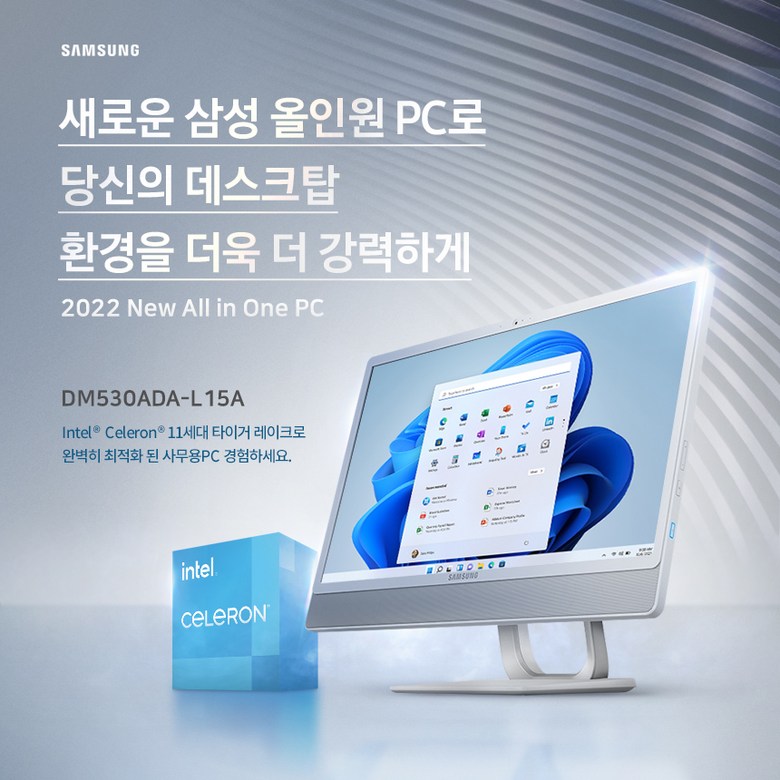 SAMSUNG
새로운 삼성 올인원 PC로
당신의 데스크탑
환경을 더욱 더 강력하게
2022 New All in One PC
DM530ADA-L15A
Intel® Celeron® 11세대 타이거 레이크로
완벽히 최적화 된 사무용PC 경험하세요.
intel.
CELERON
SAMSUNG